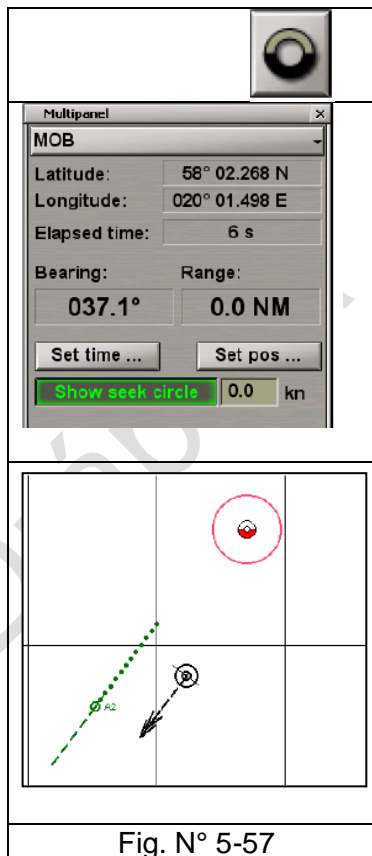 Multipanel ×
MOB
Latitude: 58° 02.268 N
Longitude: 020° 01.498 E
Elapsed time: 6 s
Bearing: Range:
037.1° 0.0 NM
Set time ... Set pos ...
Show seek circle 0.0 kn
A2
Fig. N° 5-57